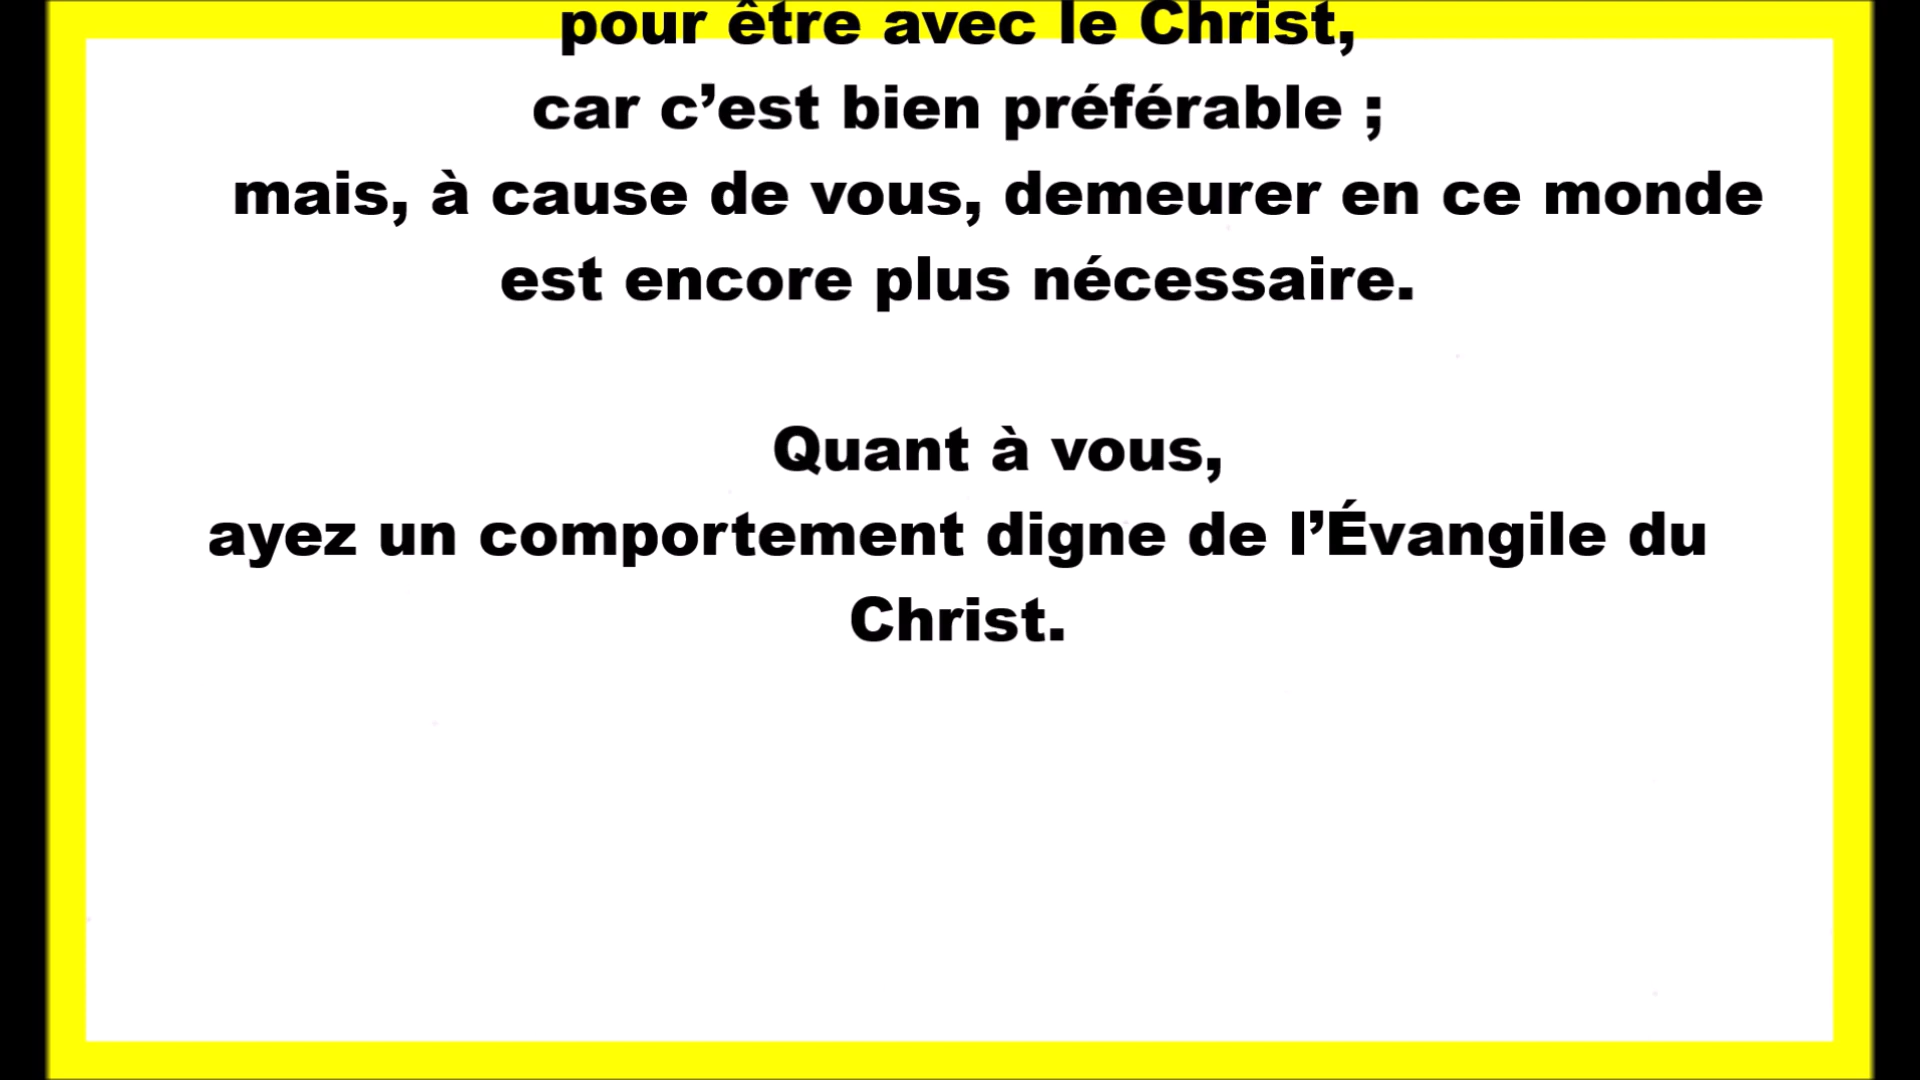 pour être avec le Christ,
car c’est bien préférable ;
mais, à cause de vous, demeurer en ce monde
est encore plus nécessaire.
Quant à vous,
ayez un comportement digne de l’Évangile du
Christ.